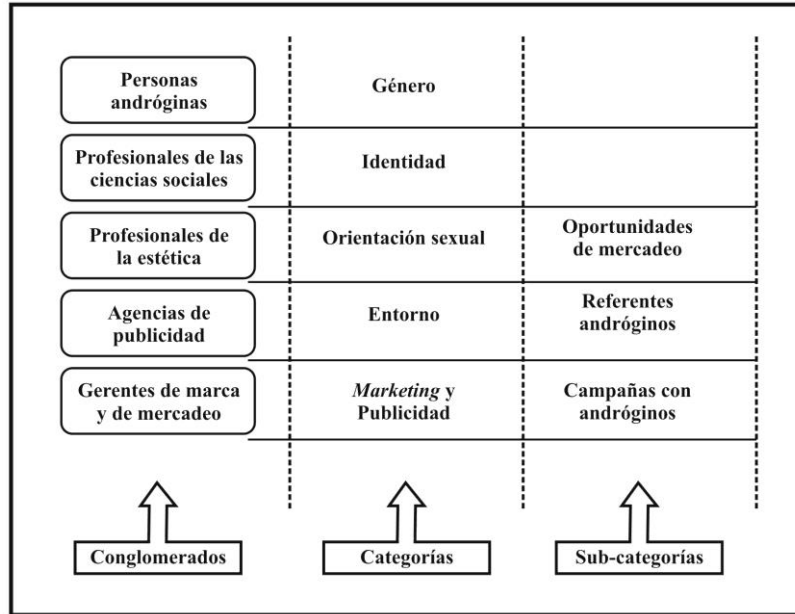 Personas
andróginas
Género
Profesionales de las
ciencias sociales
Identidad
Profesionales de
la estética
Orientación sexual
Oportunidades
de mercadeo
Agencias de
publicidad
Entorno
Referentes
andróginos
Gerentes de marca
y de mercadeo
Marketing y
Publicidad
Campañas con
andróginos
Conglomerados
Categorías
Sub-categorías